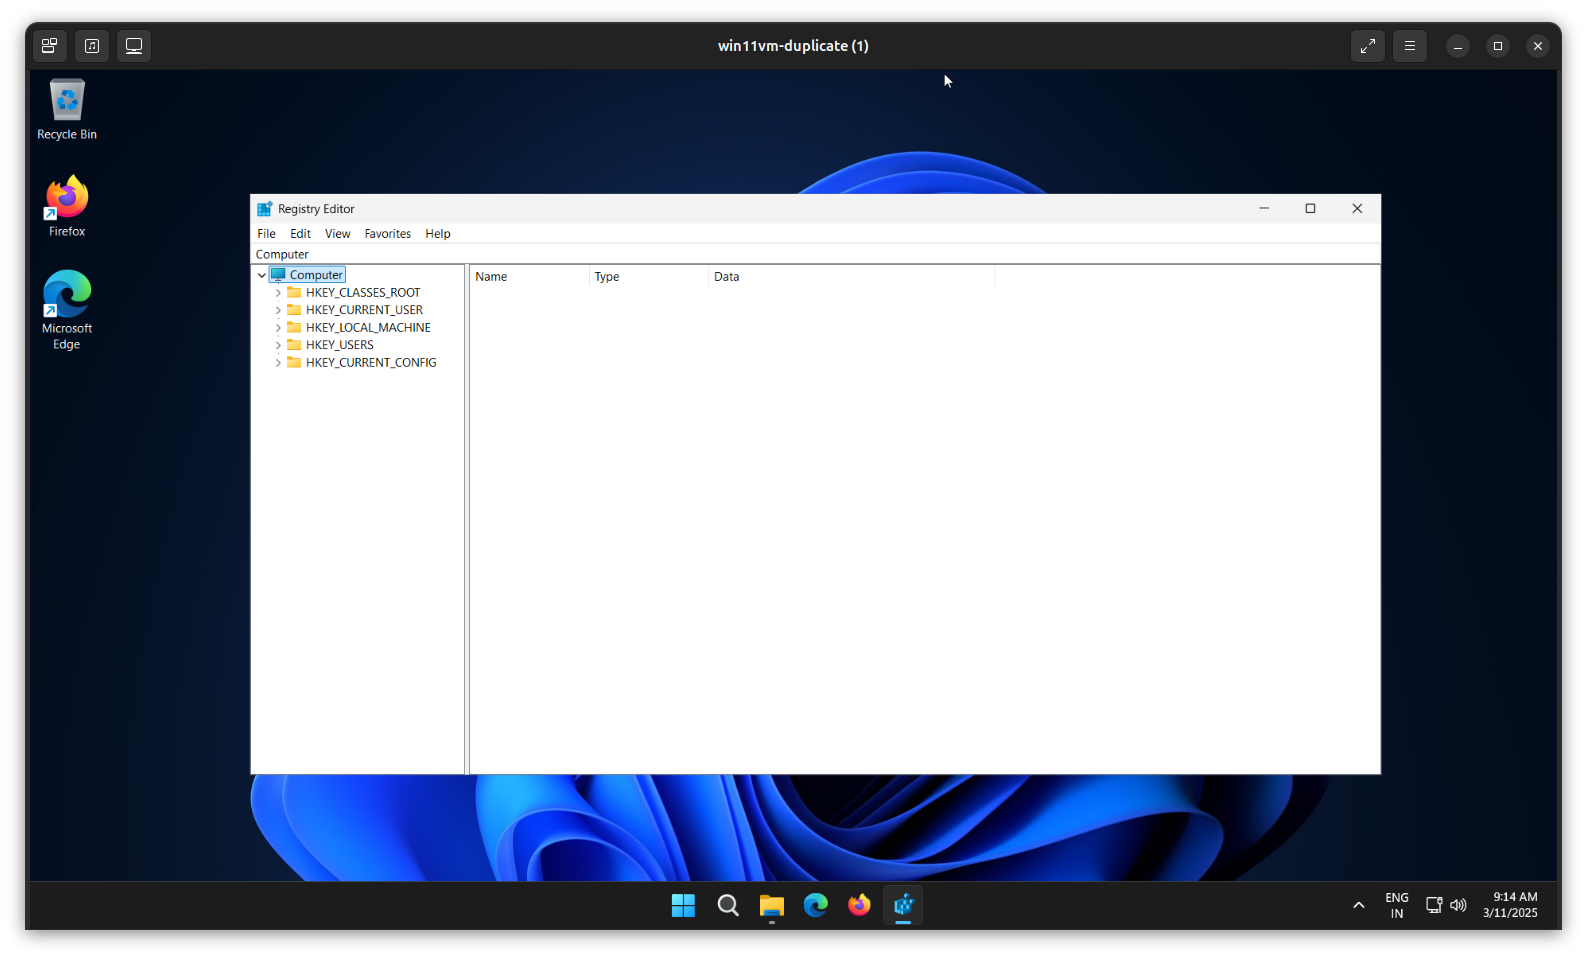 win11vm-duplicate (1)
Recycle Bin
Firefox
Microsoft
Edge
Registry Editor
File Edit View Favorites Help
Computer
Computer
HKEY_CLASSES_ROOT
HKEY_CURRENT_USER
HKEY_LOCAL_MACHINE
HKEY_USERS
HKEY_CURRENT_CONFIG
Name Type Data
ENG
IN
9:14 AM
3/11/2025